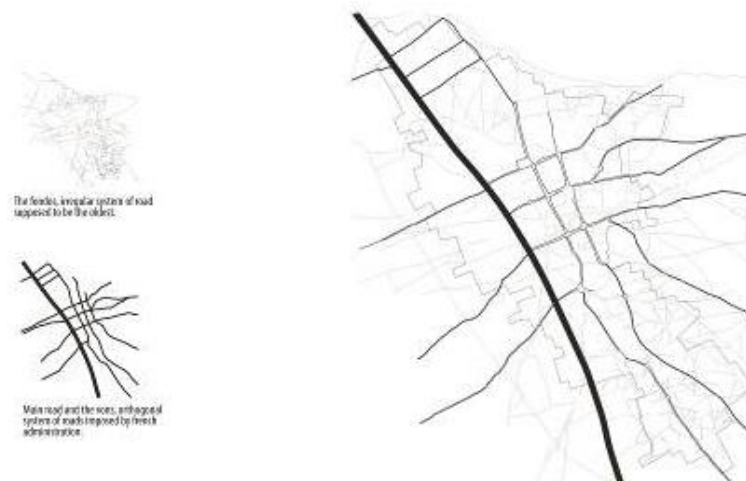 The fondos, irregular system of road
supposed to be the oldest.
Main road and the vons, orthogonal
system of roads imposed by french
administration.